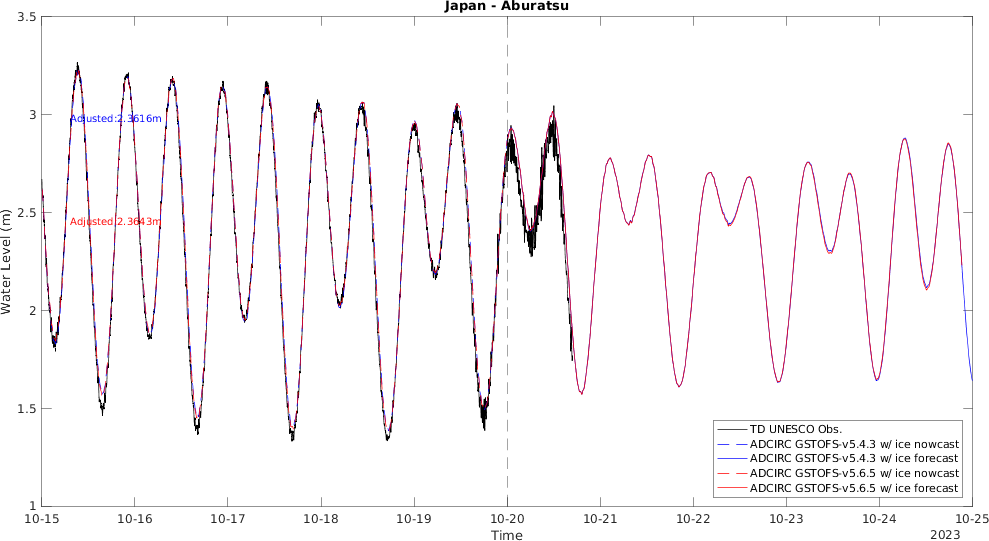 Japan - Aburatsu
3.5
3
2.5
2
1.5
1
Water Level (m)
Adjusted:2.3616m
Adjusted:2.3643m
TD UNESCO Obs.
ADCIRC GSTOFS-v5.4.3 w/ ice nowcast
ADCIRC GSTOFS-v5.4.3 w/ ice forecast
ADCIRC GSTOFS-v5.6.5 w/ ice nowcast
ADCIRC GSTOFS-v5.6.5 w/ ice forecast
10-15 10-16 10-17 10-18 10-19 10-20 10-21 10-22 10-23 10-24 10-25
Time
2023